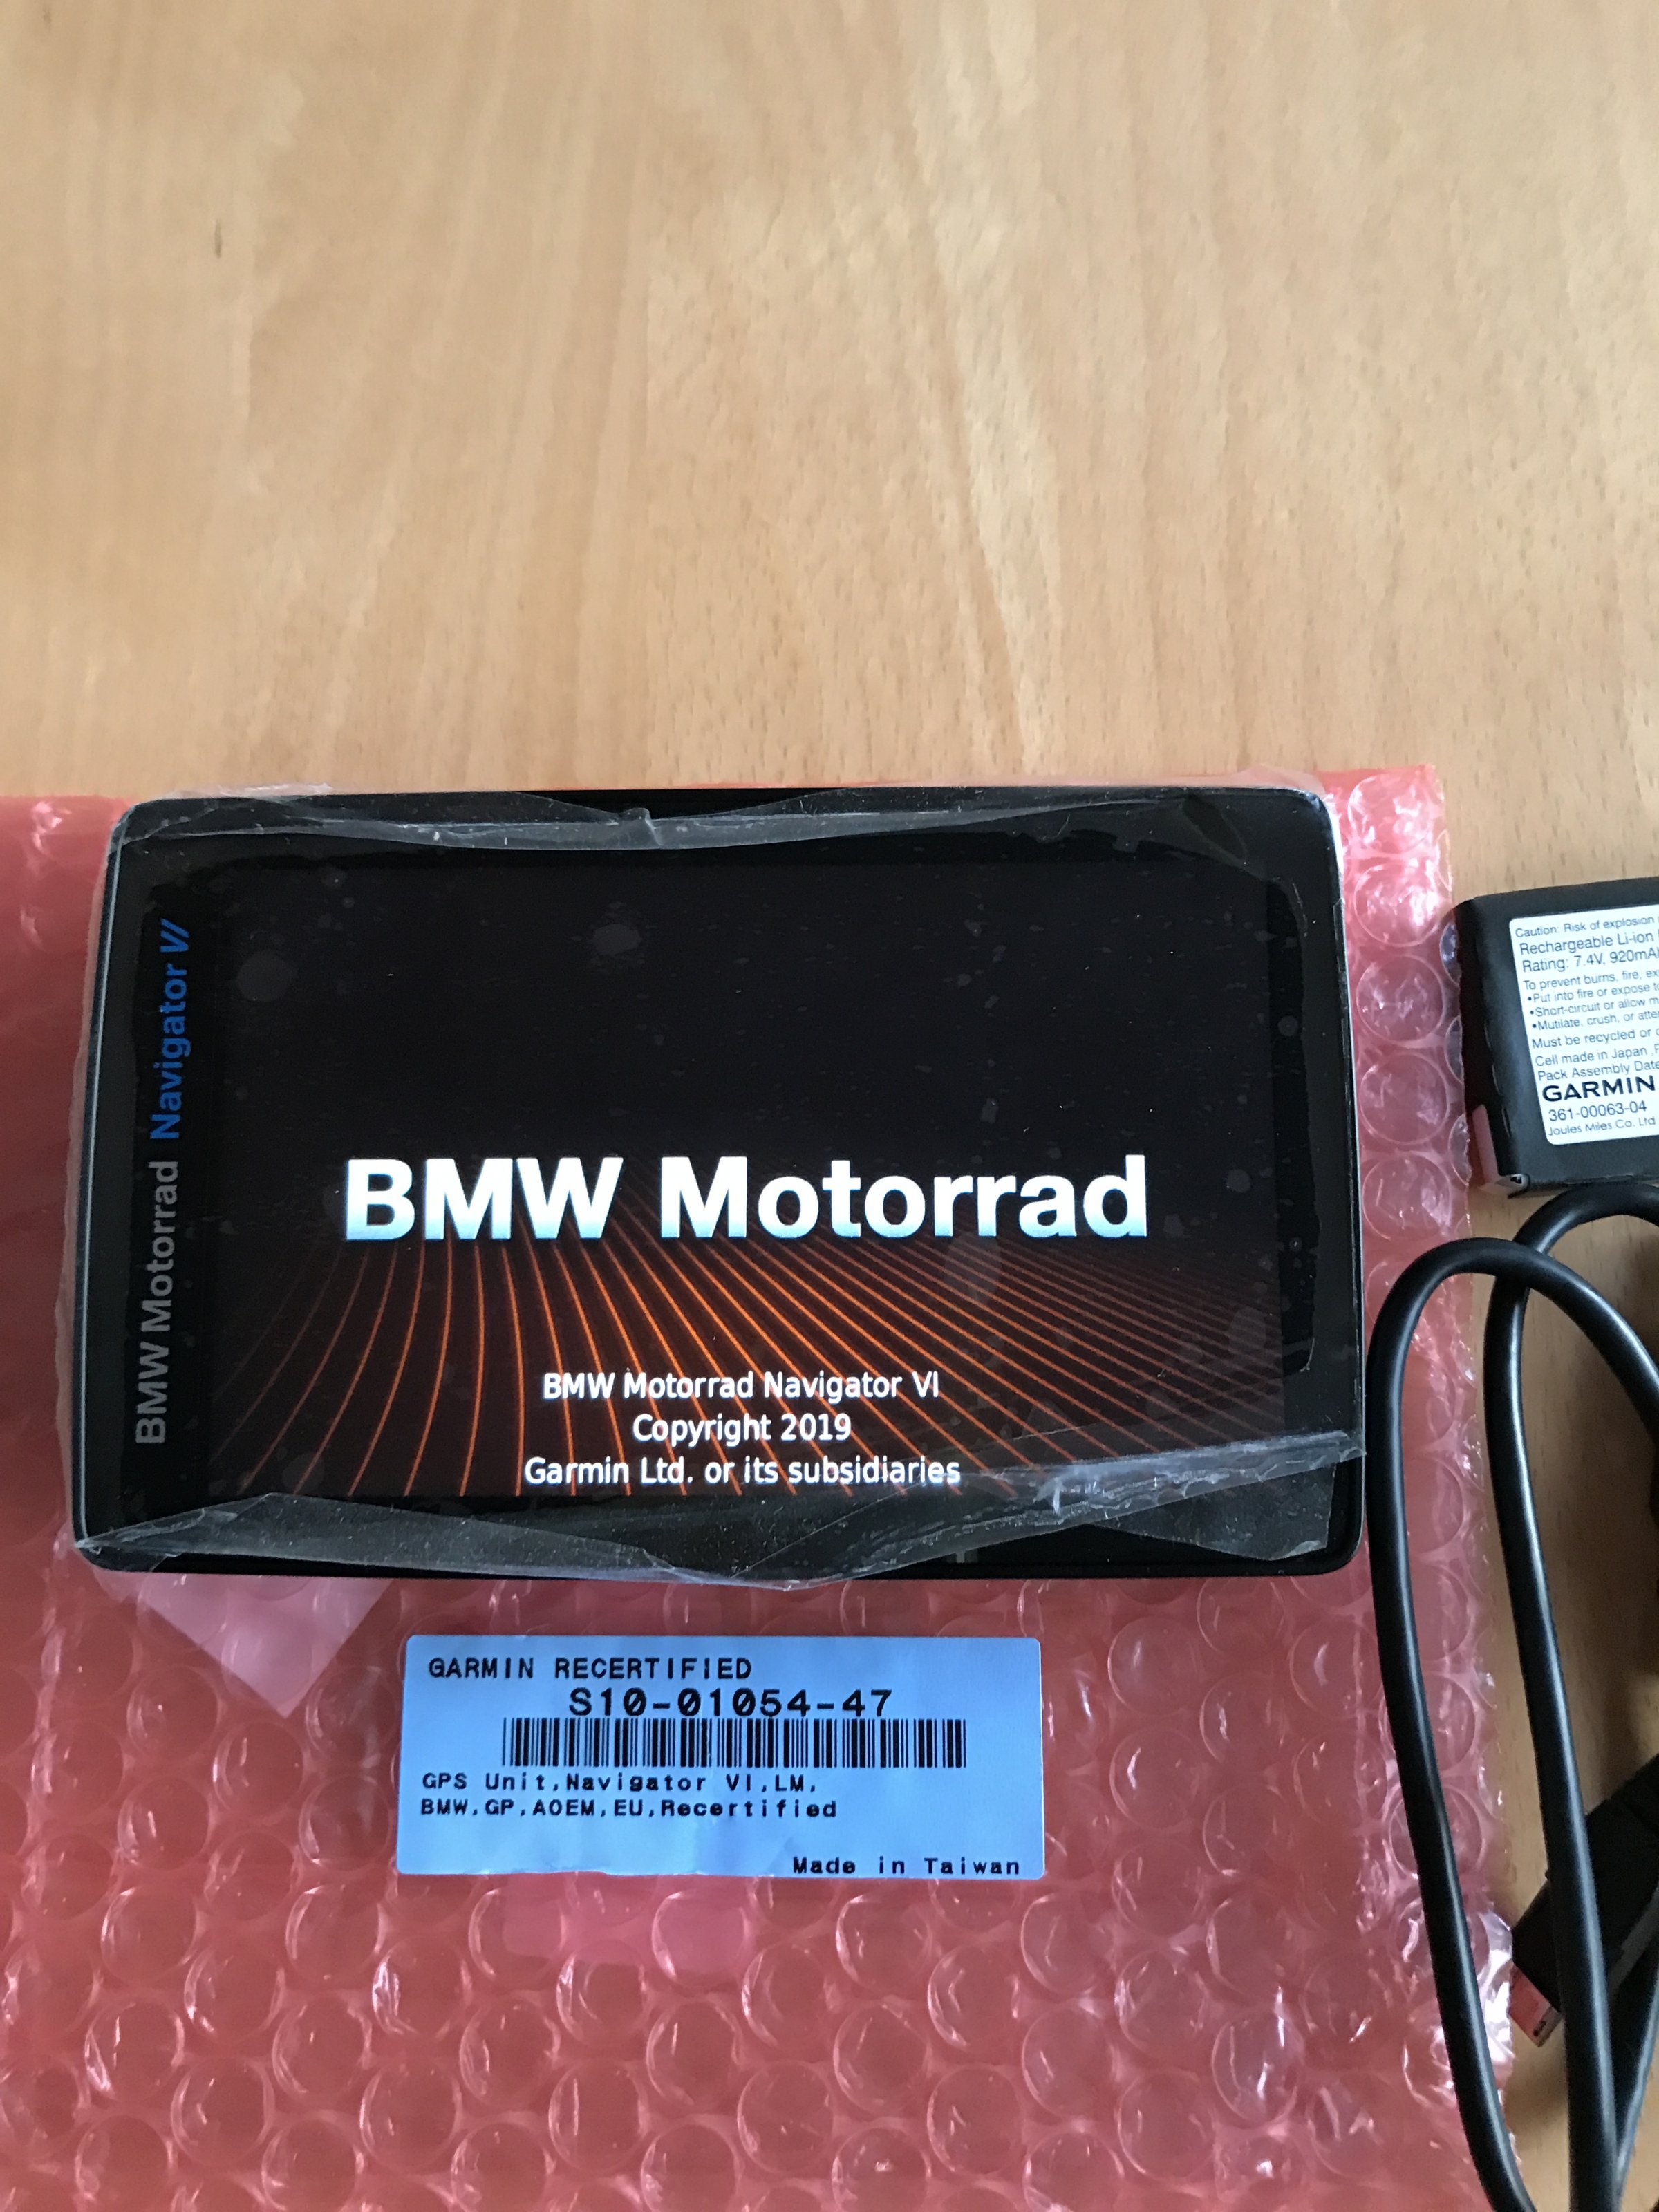 BMW Motorrad Navigator VI
BMW Motorrad
BMW Motorrad Navigator VI
Copyright 2019
Garmin Ltd. or its subsidiaries
Caution: Risk of explosion
Rechargeable Li-ion
Rating: 7.4V, 920mAh
To prevent burns, fire,
•Put into fire or expose
•Short-circuit or allow
•Mutilate, crush, or
Must be recycled or
Cell made in Japan
Pack Assembly Date
GARMIN
361-00063-04
Joules Miles Co. Ltd
GARMIN RECERTIFIED
S10-01054-47
GPS Unit,Navigator VI,LM,
BMW,GP,AOEM,EU,Recertified
Made in Taiwan